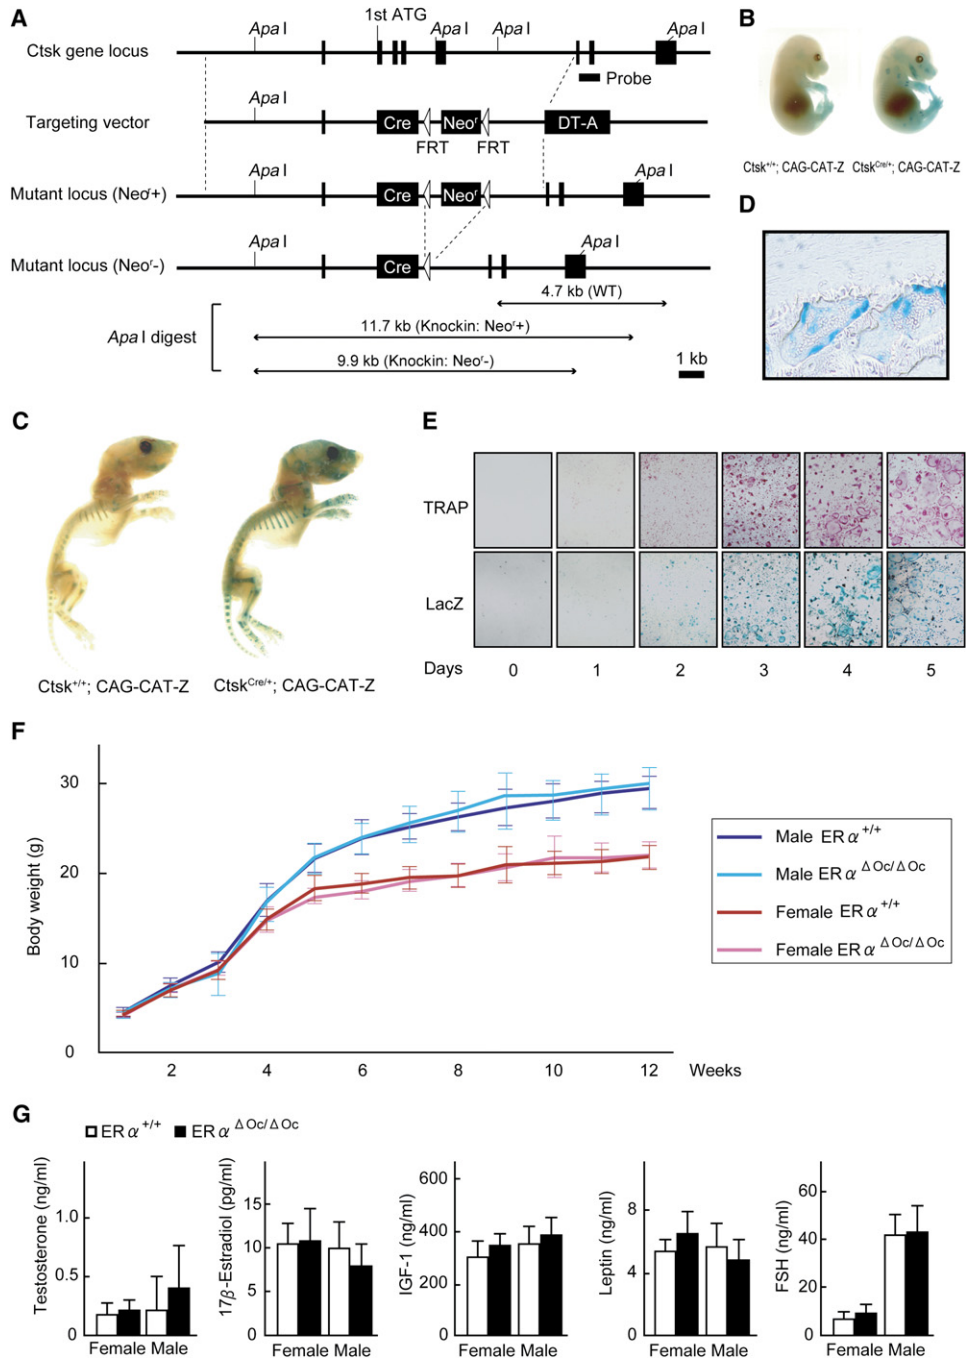 A
1st ATG
Apa I Apa I Apa I Apa I
Ctsk gene locus
Probe
Apa I
Targeting vector
Cre Neoʳ DT-A
FRT FRT
Apa I
Mutant locus (Neoʳ+)
Cre Neoʳ
Apa I Apa I
Mutant locus (Neoʳ-)
Cre
4.7 kb (WT)
Apa I digest
11.7 kb (Knockin: Neoʳ+)
9.9 kb (Knockin: Neoʳ-)
1 kb
B
Ctsk+/+; CAG-CAT-Z CtskCre/+; CAG-CAT-Z
D
C
Ctsk+/+; CAG-CAT-Z CtskCre/+; CAG-CAT-Z
E
TRAP
LacZ
Days 0 1 2 3 4 5
F
Body weight (g)
30
20
10
0
2 4 6 8 10 12 Weeks
Male ERα+/+
Male ERαΔOc/ΔOc
Female ERα+/+
Female ERαΔOc/ΔOc
G
ERα+/+ ERαΔOc/ΔOc
Testosterone (ng/ml)
1.0
0.5
0
Female Male
17β-Estradiol (pg/ml)
15
10
5
0
Female Male
IGF-1 (ng/ml)
600
400
200
0
Female Male
Leptin (ng/ml)
8
4
0
Female Male
FSH (ng/ml)
60
40
20
0
Female Male